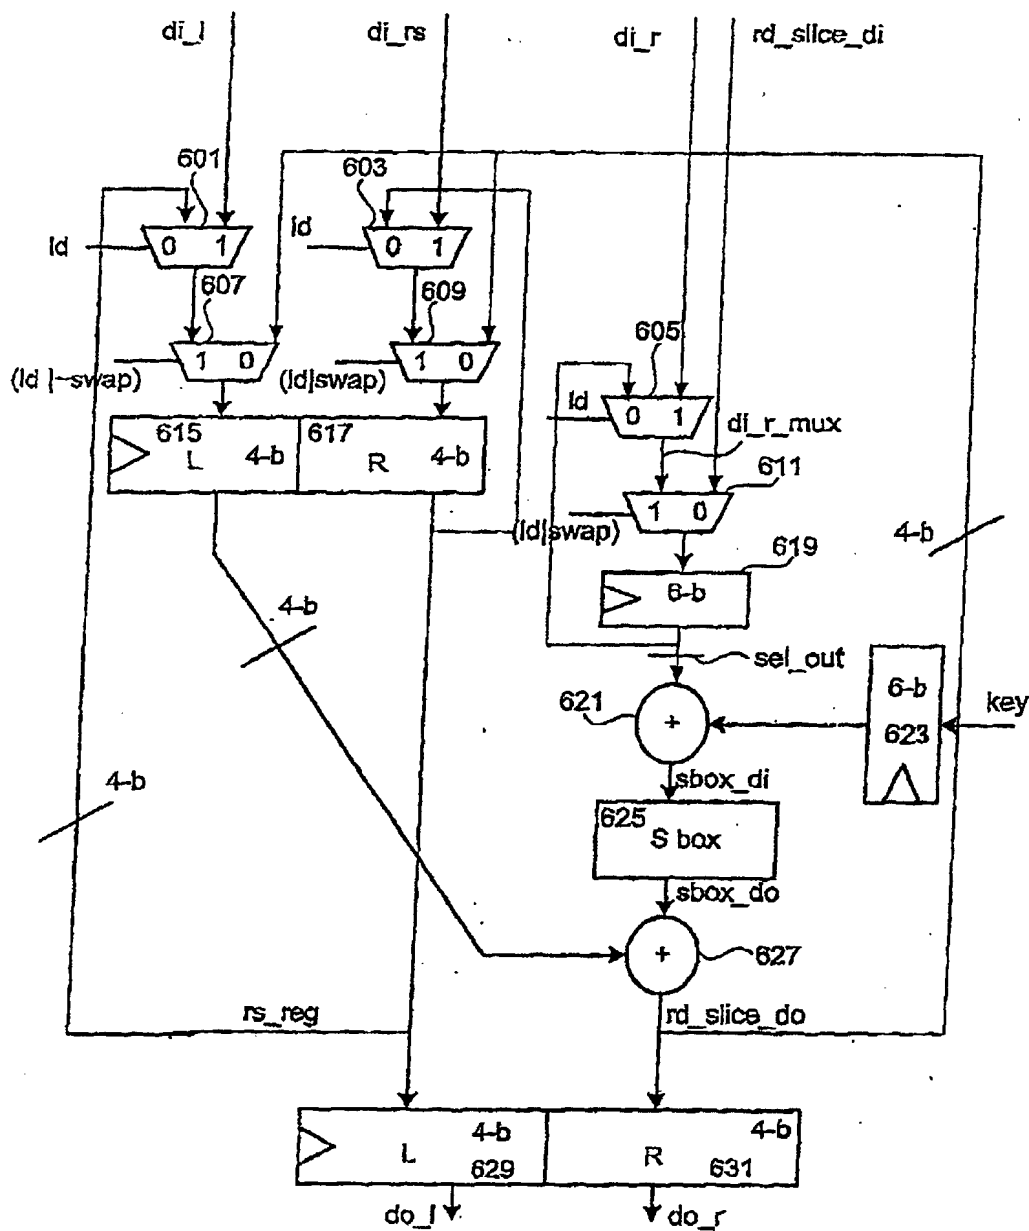 di_l di_rs di_r rd_slice_di
601 603
ld 0 1 ld 0 1
607 609
605
1 0 1 0
(ld |~swap) (ld|swap) ld 0 1
di_r_mux
615 617 611
L 4-b R 4-b 1 0
(ld|swap) 4-b
619
6-b
4-b
sel_out
6-b
621 + key
623
4-b sbox_di
625
S box
sbox_do
+
627
rs_reg rd_slice_do
4-b 4-b
L R
629 631
do_l do_r